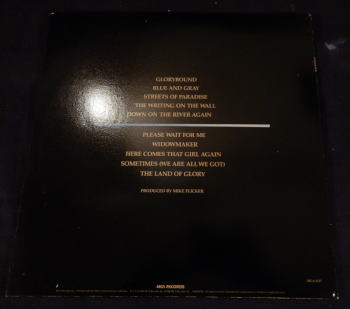 GLORYBOUND
BLUE AND GRAY
STREETS OF PARADISE
THE WRITING ON THE WALL
DOWN ON THE RIVER AGAIN
PLEASE WAIT FOR ME
WIDOWMAKER
HERE COMES THAT GIRL AGAIN
SOMETIMES (WE ARE ALL WE GOT)
THE LAND OF GLORY
PRODUCED BY MIKE FLICKER
MCA RECORDS